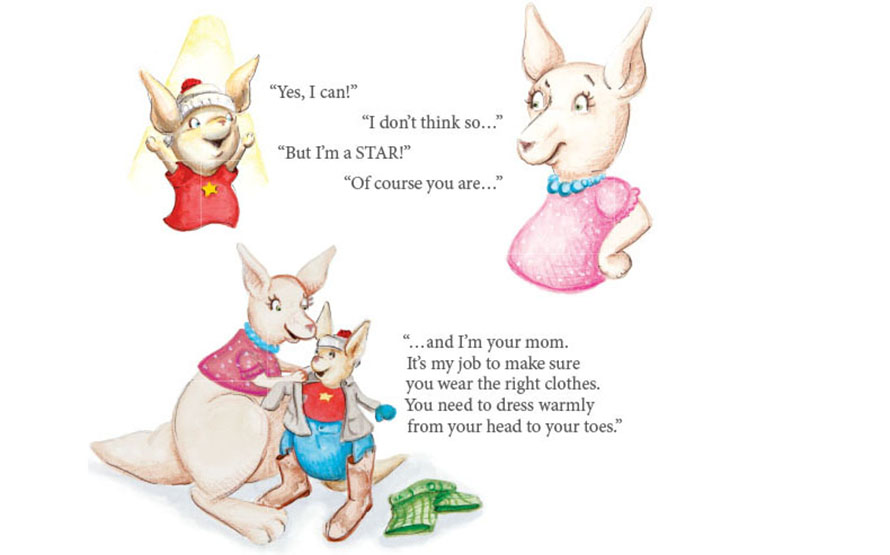 “Yes, I can!”
“I don’t think so…”
“But I’m a STAR!”
“Of course you are…”
“…and I’m your mom.
It’s my job to make sure
you wear the right clothes.
You need to dress warmly
from your head to your toes.”